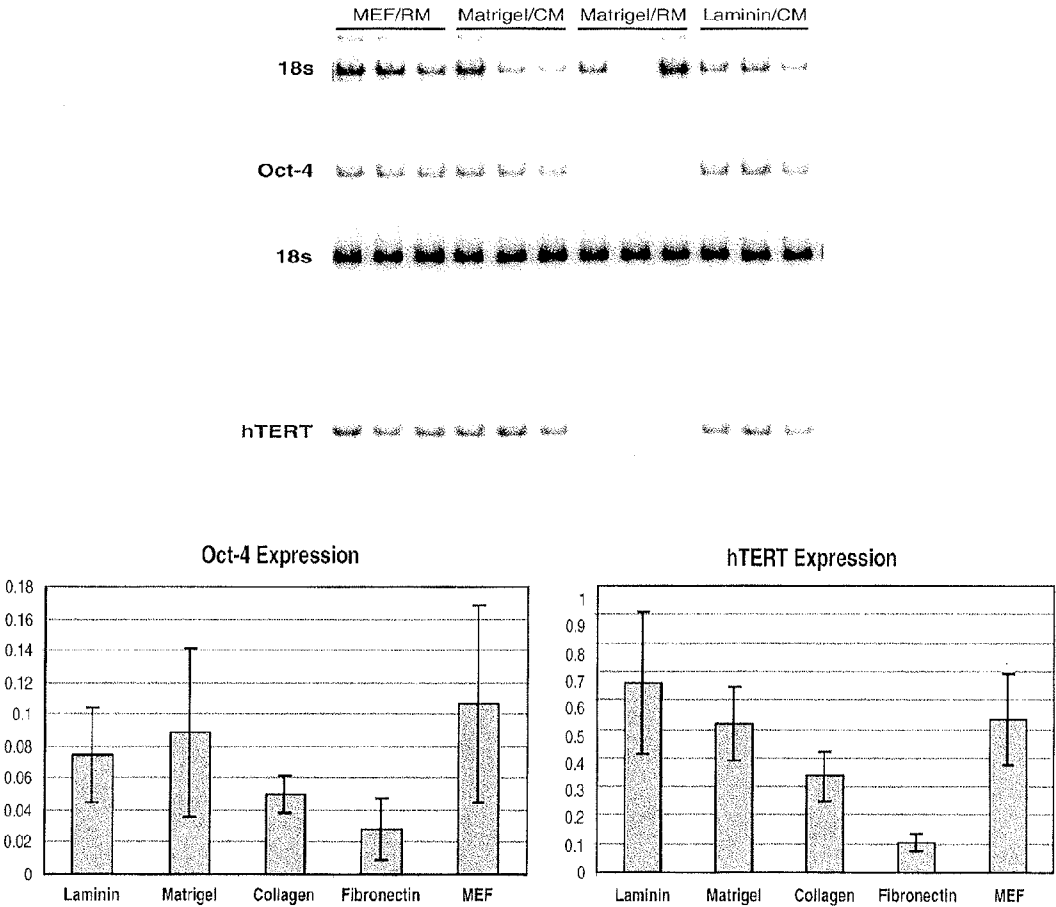 MEF/RM Matrigel/CM Matrigel/RM Laminin/CM
18s
Oct-4
18s
hTERT
Oct-4 Expression
0.18
0.16
0.14
0.12
0.1
0.08
0.06
0.04
0.02
0
Laminin Matrigel Collagen Fibronectin MEF
hTERT Expression
1
0.9
0.8
0.7
0.6
0.5
0.4
0.3
0.2
0.1
0
Laminin Matrigel Collagen Fibronectin MEF